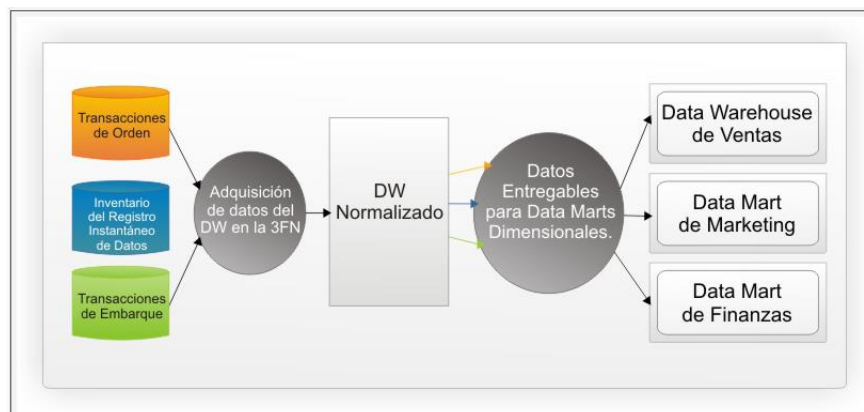 Transacciones
de Orden
Inventario
del Registro
Instantáneo
de Datos
Transacciones
de Embarque
Adquisición
de datos del
DW en la 3FN
DW
Normalizado
Datos
Entregables
para Data Marts
Dimensionales.
Data Warehouse
de Ventas
Data Mart
de Marketing
Data Mart
de Finanzas